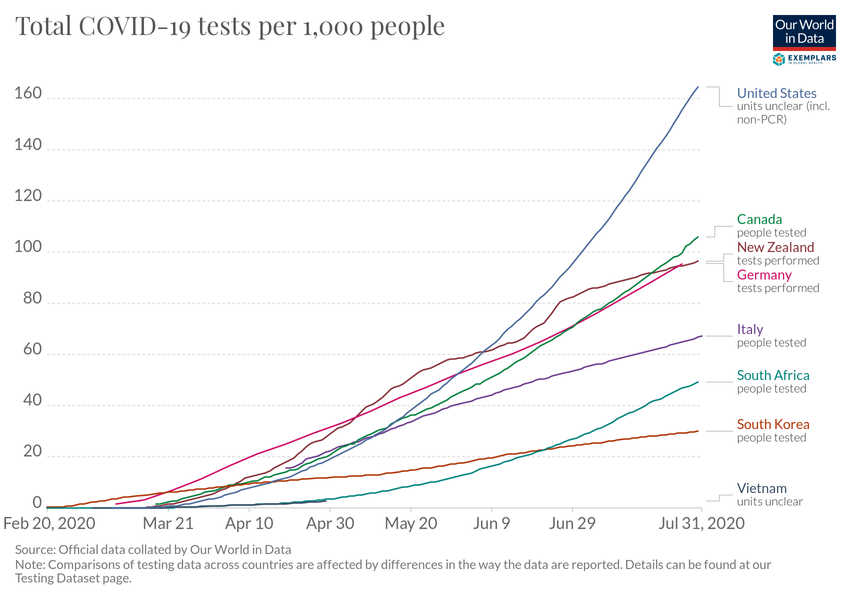 Total COVID-19 tests per 1,000 people
Our World
in Data
EXEMPLARS
IN GLOBAL HEALTH
160
140
120
100
80
60
40
20
0
United States
units unclear (incl.
non-PCR)
Canada
people tested
New Zealand
tests performed
Germany
tests performed
Italy
people tested
South Africa
people tested
South Korea
people tested
Vietnam
units unclear
Feb 20, 2020
Mar 21
Apr 10
Apr 30
May 20
Jun 9
Jun 29
Jul 31, 2020
Source: Official data collated by Our World in Data
Note: Comparisons of testing data across countries are affected by differences in the way the data are reported. Details can be found at our
Testing Dataset page.